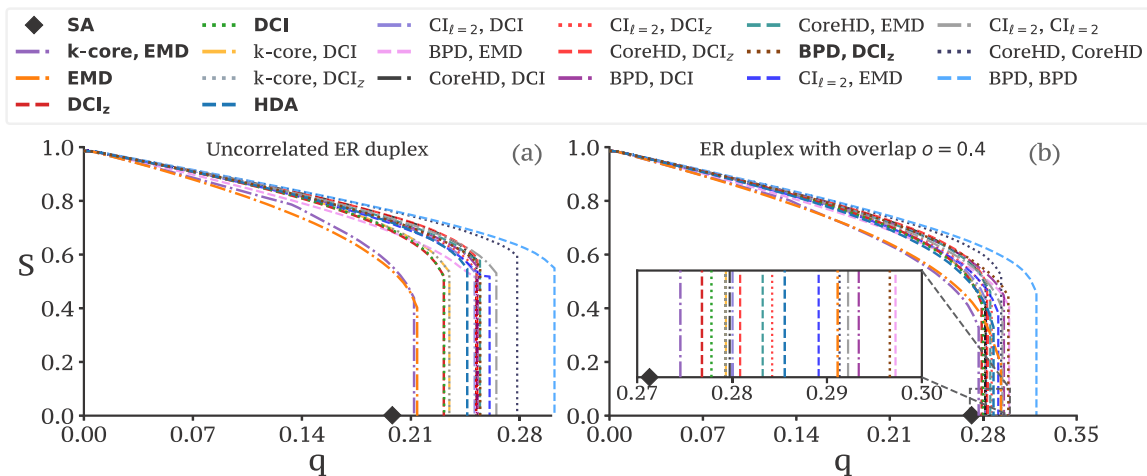 SA DCI CI_{ℓ=2}, DCI CI_{ℓ=2}, DCI_z CoreHD, EMD CI_{ℓ=2}, CI_{ℓ=2}
k-core, EMD k-core, DCI BPD, EMD CoreHD, DCI_z BPD, DCI_z CoreHD, CoreHD
EMD k-core, DCI_z CoreHD, DCI BPD, DCI CI_{ℓ=2}, EMD BPD, BPD
DCI_z HDA
Uncorrelated ER duplex (a)
1.0
0.8
0.6
0.4
0.2
0.0
S
0.00 0.07 0.14 0.21 0.28
q
ER duplex with overlap o = 0.4 (b)
1.0
0.8
0.6
0.4
0.2
0.0
0.27 0.28 0.29 0.30
0.00 0.07 0.14 0.21 0.28 0.35
q